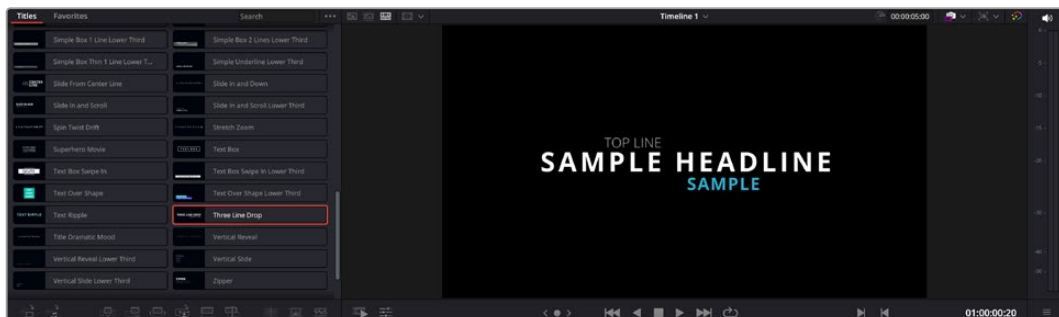 Titles Favorites Search Timeline 1 00:00:05:00
Simple Box 1 Line Lower Third Simple Box 2 Lines Lower Third
Simple Box Thin 1 Line Lower T... Simple Underline Lower Third
Slide From Center Line Slide In and Down
Slide In and Scroll Slide In and Scroll Lower Third
Spin Twist Drift Stretch Zoom
Superhero Movie Text Box
Text Box Swipe In Text Box Swipe In Lower Third
Text Over Shape Text Over Shape Lower Third
Text Ripple Three Line Drop
Title Dramatic Mood Vertical Reveal
Vertical Reveal Lower Third Vertical Slide
Vertical Slide Lower Third Zipper
TOP LINE
SAMPLE HEADLINE
SAMPLE
01:00:00:20